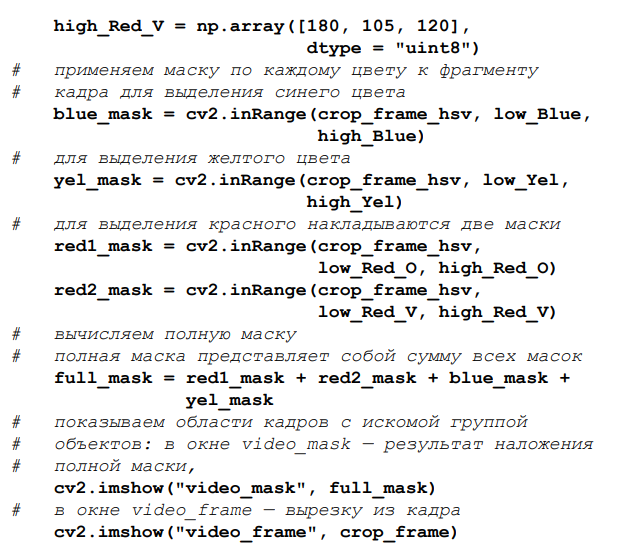 high_Red_V = np.array([180, 105, 120],
dtype = "uint8")
# применяем маску по каждому цвету к фрагменту
# кадра для выделения синего цвета
blue_mask = cv2.inRange(crop_frame_hsv, low_Blue,
high_Blue)
# для выделения желтого цвета
yel_mask = cv2.inRange(crop_frame_hsv, low_Yel,
high_Yel)
# для выделения красного накладываются две маски
red1_mask = cv2.inRange(crop_frame_hsv,
low_Red_O, high_Red_O)
red2_mask = cv2.inRange(crop_frame_hsv,
low_Red_V, high_Red_V)
# вычисляем полную маску
# полная маска представляет собой сумму всех масок
full_mask = red1_mask + red2_mask + blue_mask +
yel_mask
# показываем области кадров с искомой группой
# объектов: в окне video_mask — результат наложения
# полной маски,
cv2.imshow("video_mask", full_mask)
# в окне video_frame — вырезку из кадра
cv2.imshow("video_frame", crop_frame)